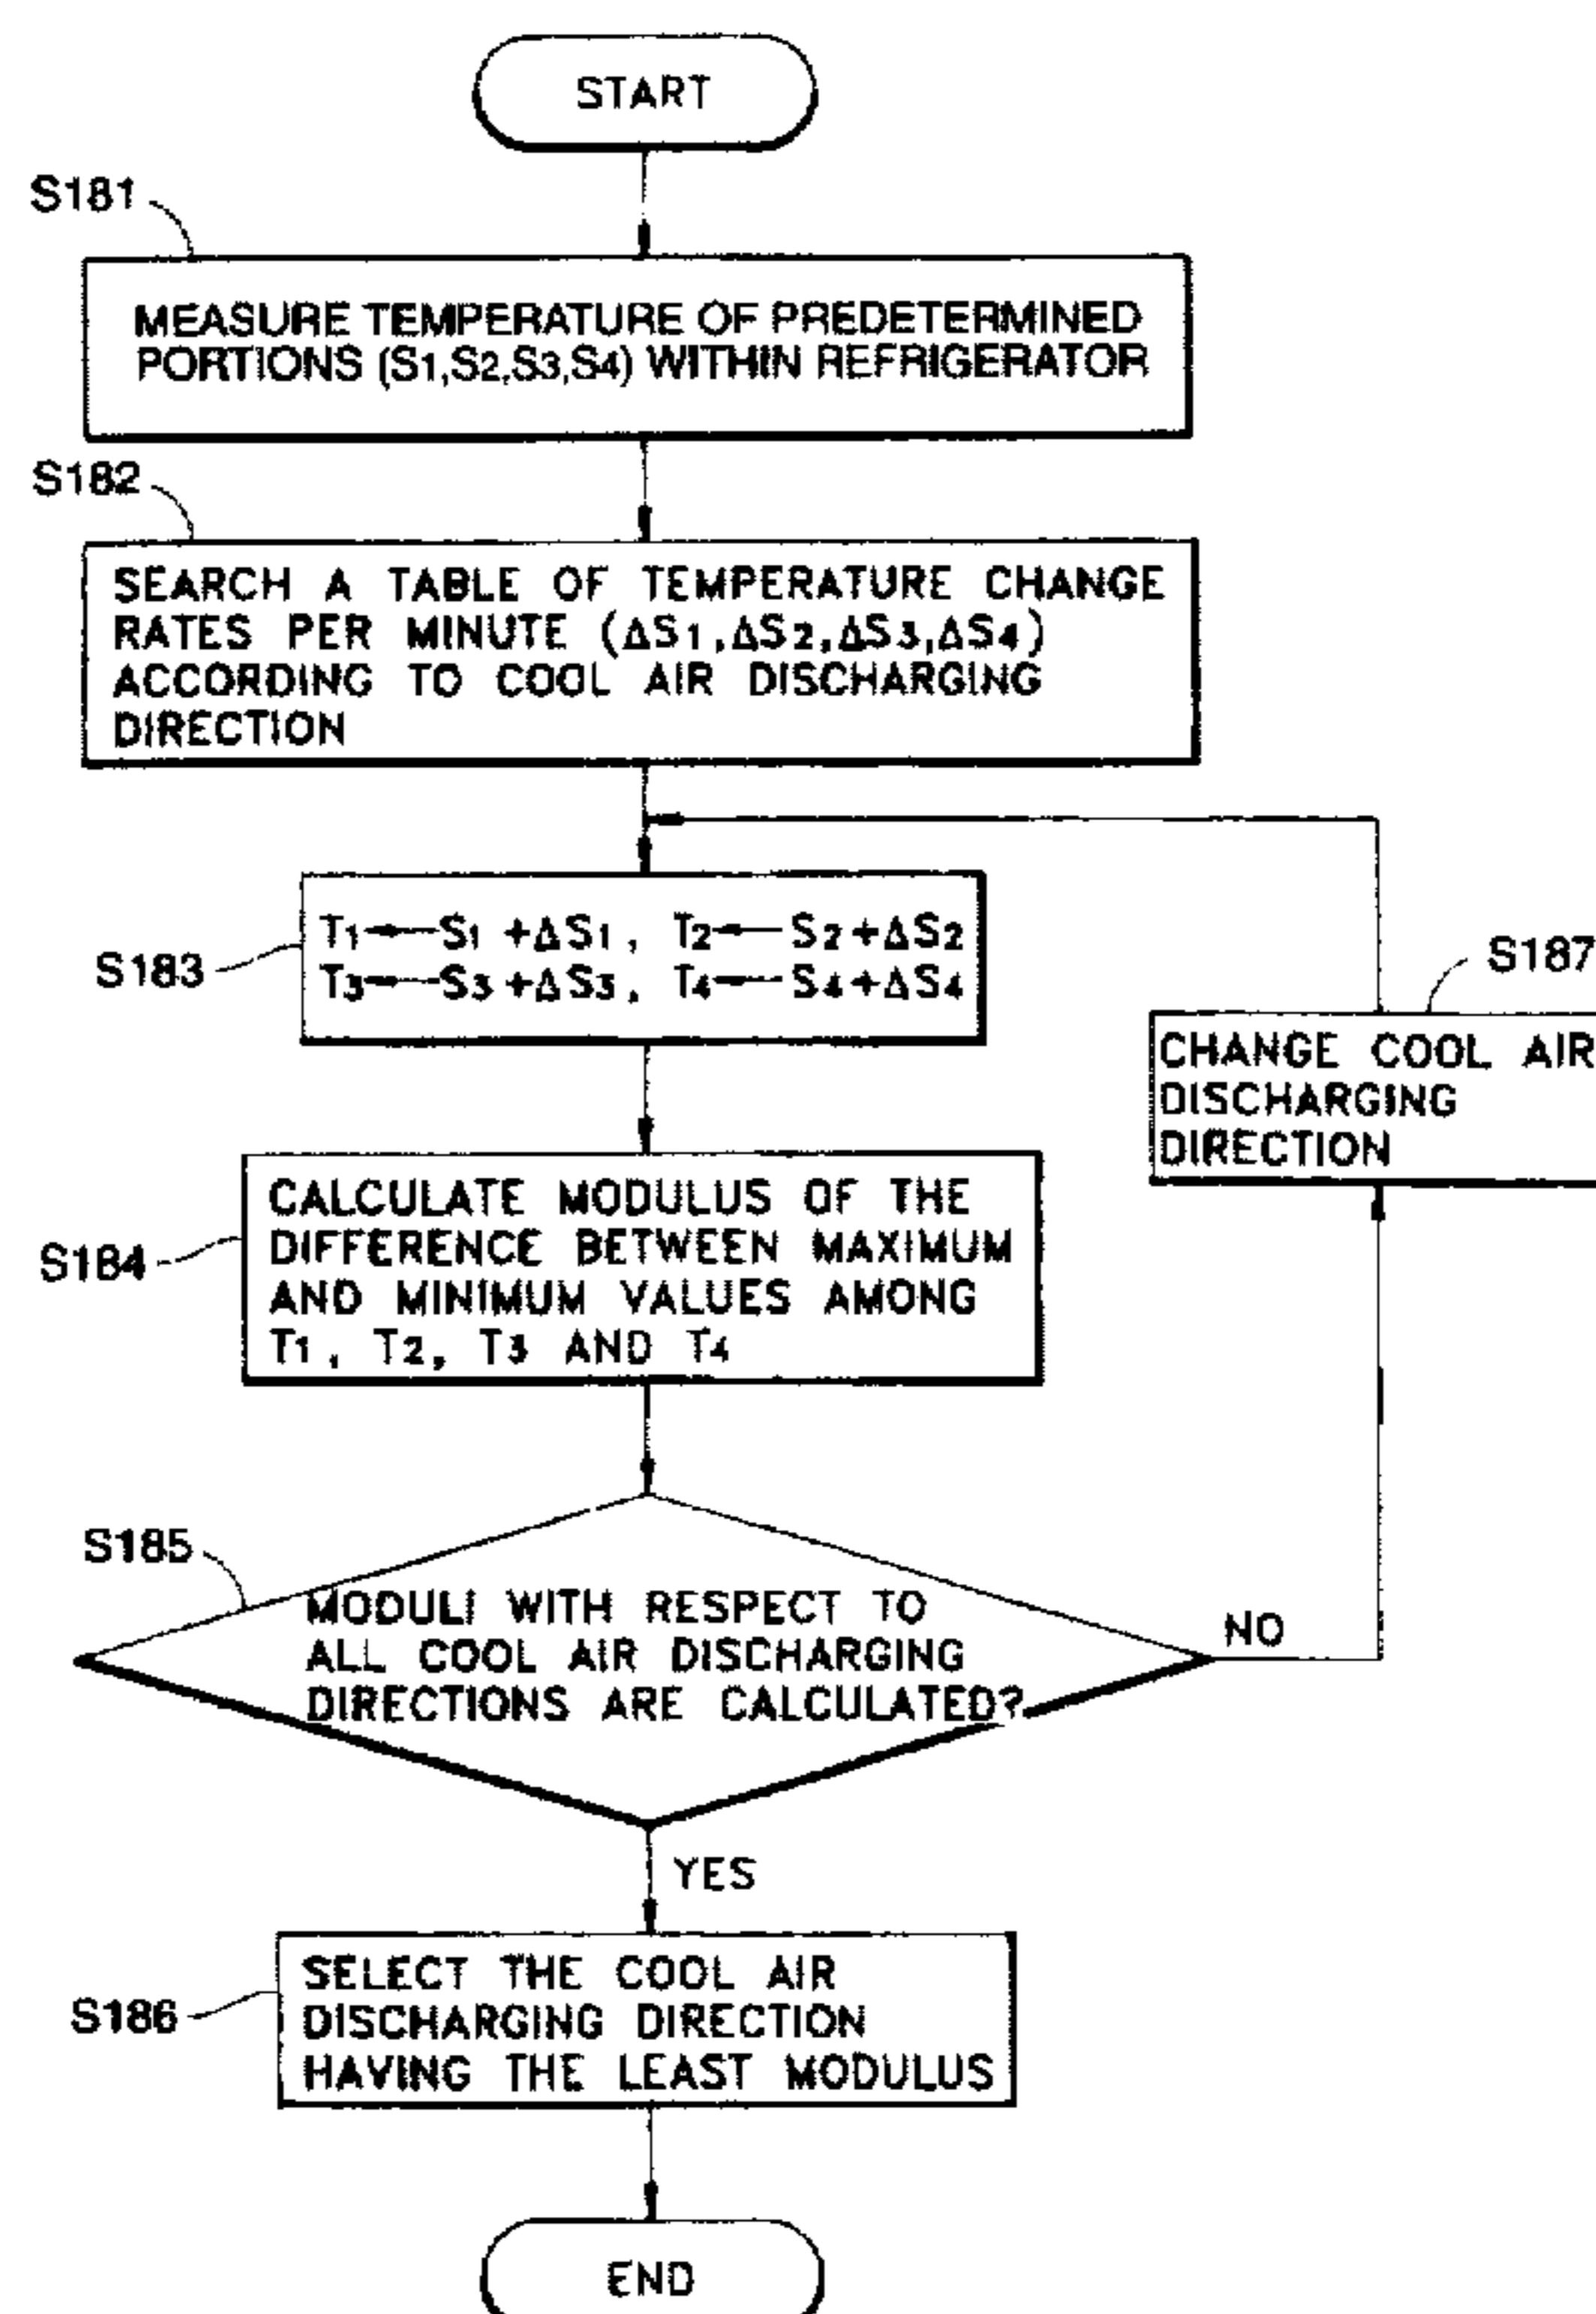 START
S181
MEASURE TEMPERATURE OF PREDETERMINED
PORTIONS (S1,S2,S3,S4) WITHIN REFRIGERATOR
S182
SEARCH A TABLE OF TEMPERATURE CHANGE
RATES PER MINUTE (ΔS1,ΔS2,ΔS3,ΔS4)
ACCORDING TO COOL AIR DISCHARGING
DIRECTION
S183
T1←S1+ΔS1, T2←S2+ΔS2
T3←S3+ΔS3, T4←S4+ΔS4
S187
CHANGE COOL AIR
DISCHARGING
DIRECTION
S184
CALCULATE MODULUS OF THE
DIFFERENCE BETWEEN MAXIMUM
AND MINIMUM VALUES AMONG
T1, T2, T3 AND T4
S185
MODULI WITH RESPECT TO
ALL COOL AIR DISCHARGING
DIRECTIONS ARE CALCULATED?
NO
YES
S186
SELECT THE COOL AIR
DISCHARGING DIRECTION
HAVING THE LEAST MODULUS
END